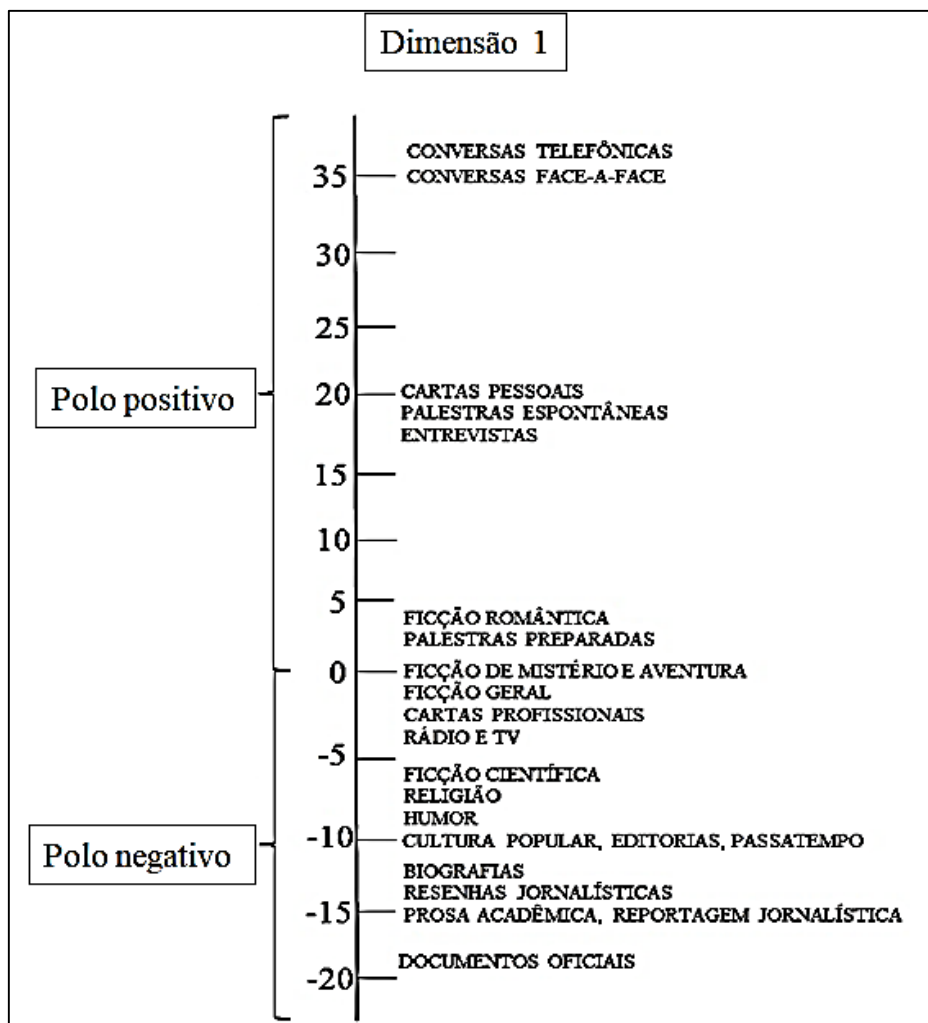 Dimensão 1
CONVERSAS TELEFÔNICAS
35 CONVERSAS FACE-A-FACE
30
25
Polo positivo
20 CARTAS PESSOAIS
PALESTRAS ESPONTÂNEAS
ENTREVISTAS
15
10
5
FICÇÃO ROMÂNTICA
PALESTRAS PREPARADAS
0 FICÇÃO DE MISTÉRIO E AVENTURA
FICÇÃO GERAL
CARTAS PROFISSIONAIS
RÁDIO E TV
-5
FICÇÃO CIENTÍFICA
RELIGIÃO
HUMOR
Polo negativo
-10 CULTURA POPULAR, EDITORIAS, PASSATEMPO
BIOGRAFIAS
RESENHAS JORNALÍSTICAS
-15 PROSA ACADÊMICA, REPORTAGEM JORNALÍSTICA
DOCUMENTOS OFICIAIS
-20